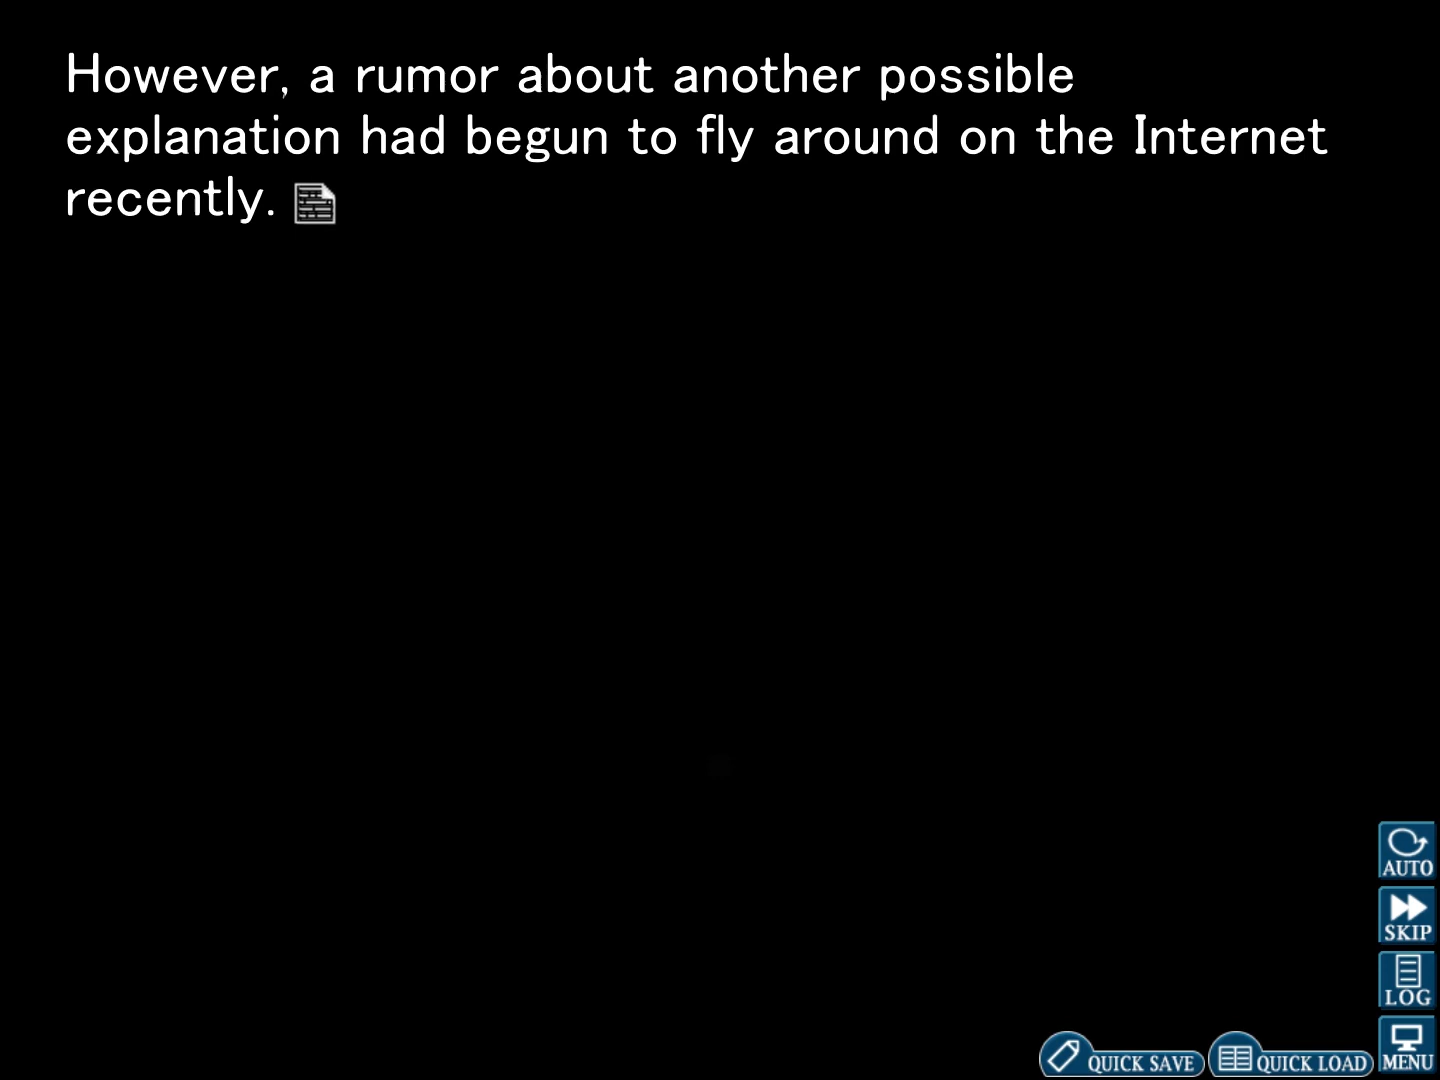 However, a rumor about another possible
explanation had begun to fly around on the Internet
recently.
AUTO
SKIP
LOG
QUICK SAVE QUICK LOAD MENU